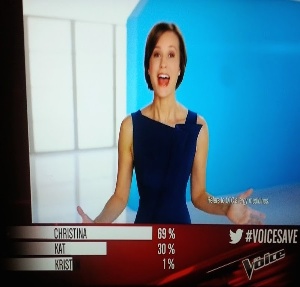 CHRISTINA 69 %
KAT 30 %
KRIST 1 %
#VOICESAVE
The Voice